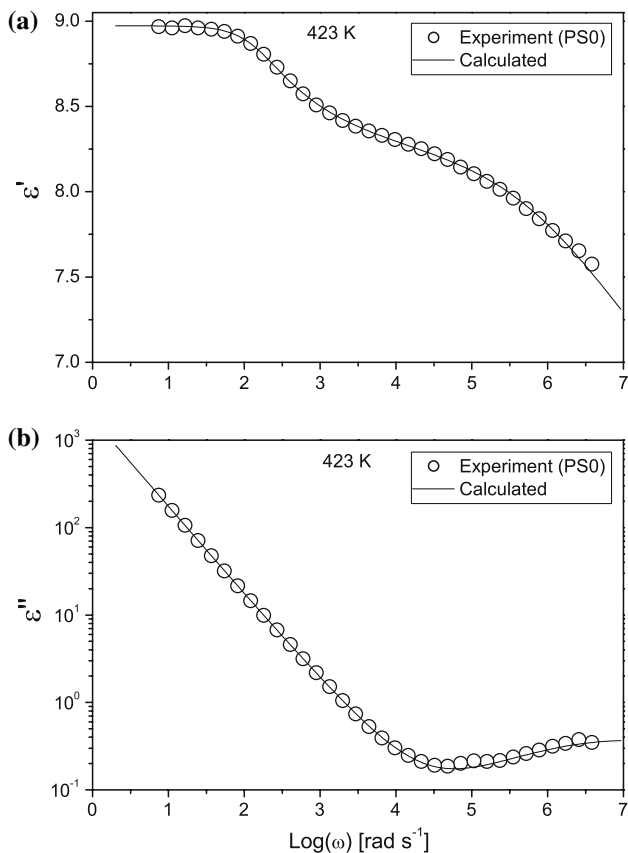 (a)
9.0
8.5
8.0
7.5
7.0
ε'
423 K
Experiment (PS0)
Calculated
0 1 2 3 4 5 6 7
(b)
10³
10²
10¹
10⁰
10⁻¹
ε"
423 K
Experiment (PS0)
Calculated
0 1 2 3 4 5 6 7
Log(ω) [rad s⁻¹]